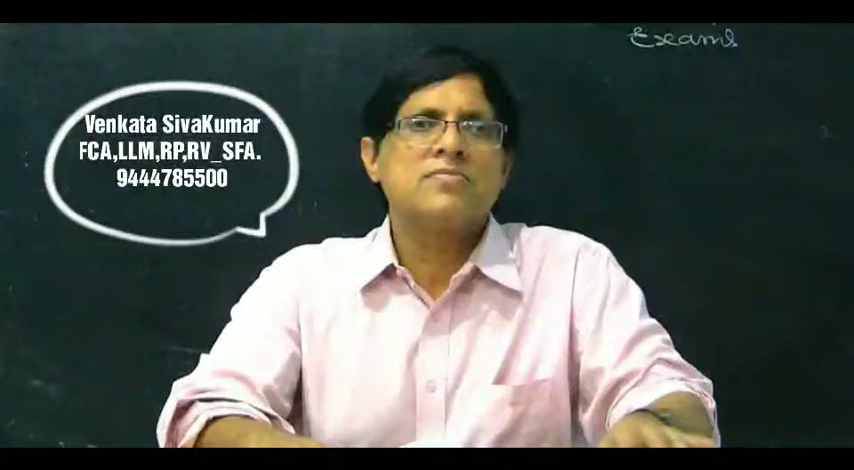 Exams
Venkata SivaKumar
FCA,LLM,RP,RV_SFA.
9444785500